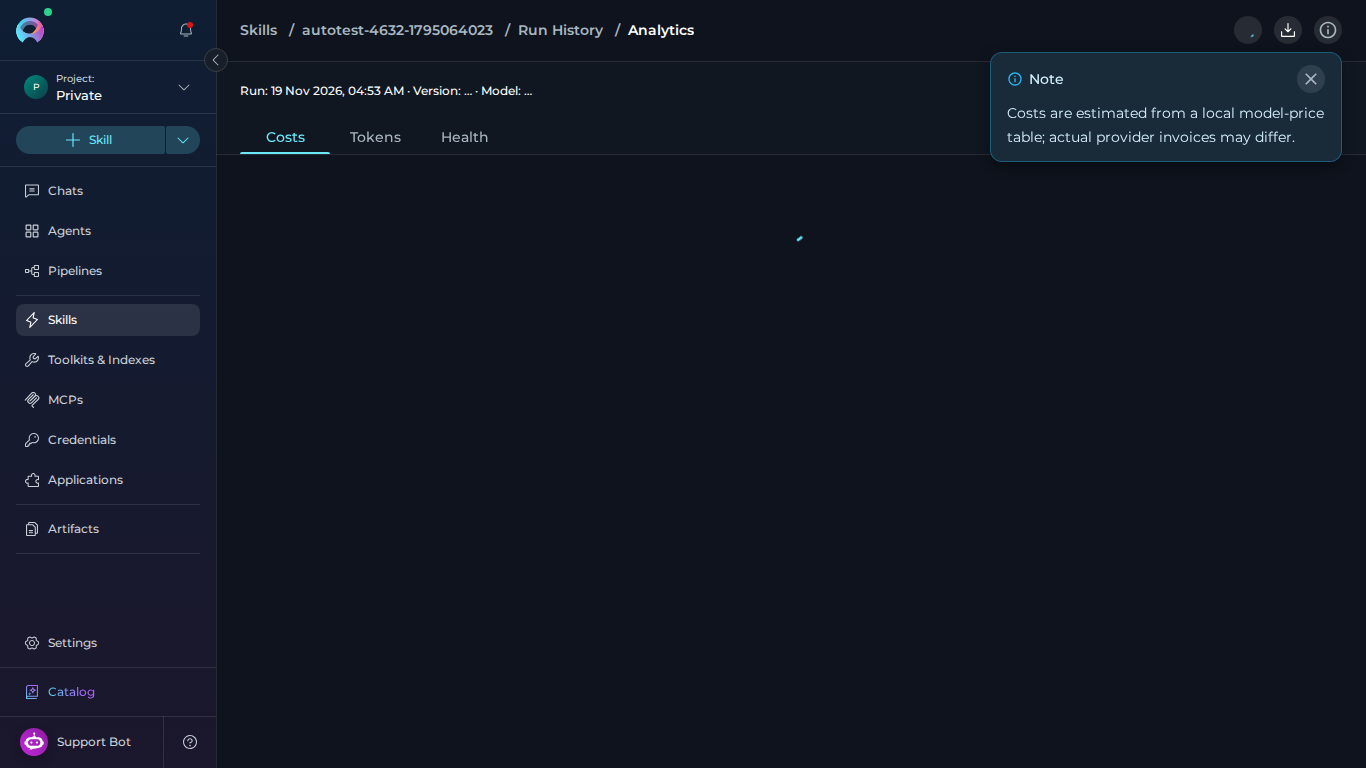 Skills / autotest-4632-1795064023 / Run History / Analytics
Project:
P
Private
Run: 19 Nov 2026, 04:53 AM · Version: ... · Model: ...
Note
Costs are estimated from a local model-price
table; actual provider invoices may differ.
Skill
Costs
Tokens
Health
Chats
Agents
Pipelines
Skills
Toolkits & Indexes
MCPs
Credentials
Applications
Artifacts
Settings
Catalog
Support Bot